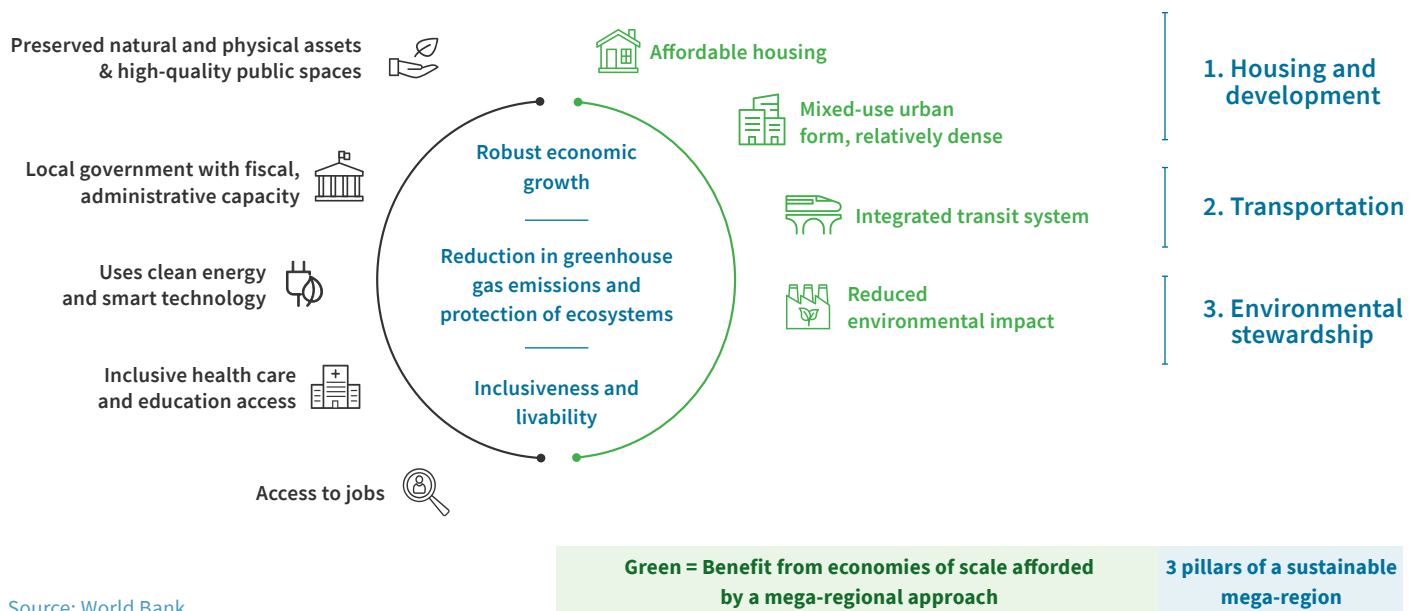 Preserved natural and physical assets
& high-quality public spaces
Local government with fiscal,
administrative capacity
Uses clean energy
and smart technology
Inclusive health care
and education access
Access to jobs
Robust economic
growth
Reduction in greenhouse
gas emissions and
protection of ecosystems
Inclusiveness and
livability
Affordable housing
Mixed-use urban
form, relatively dense
Integrated transit system
Reduced
environmental impact
1. Housing and
development
2. Transportation
3. Environmental
stewardship
Green = Benefit from economies of scale afforded
by a mega-regional approach
3 pillars of a sustainable
mega-region
Source: World Bank